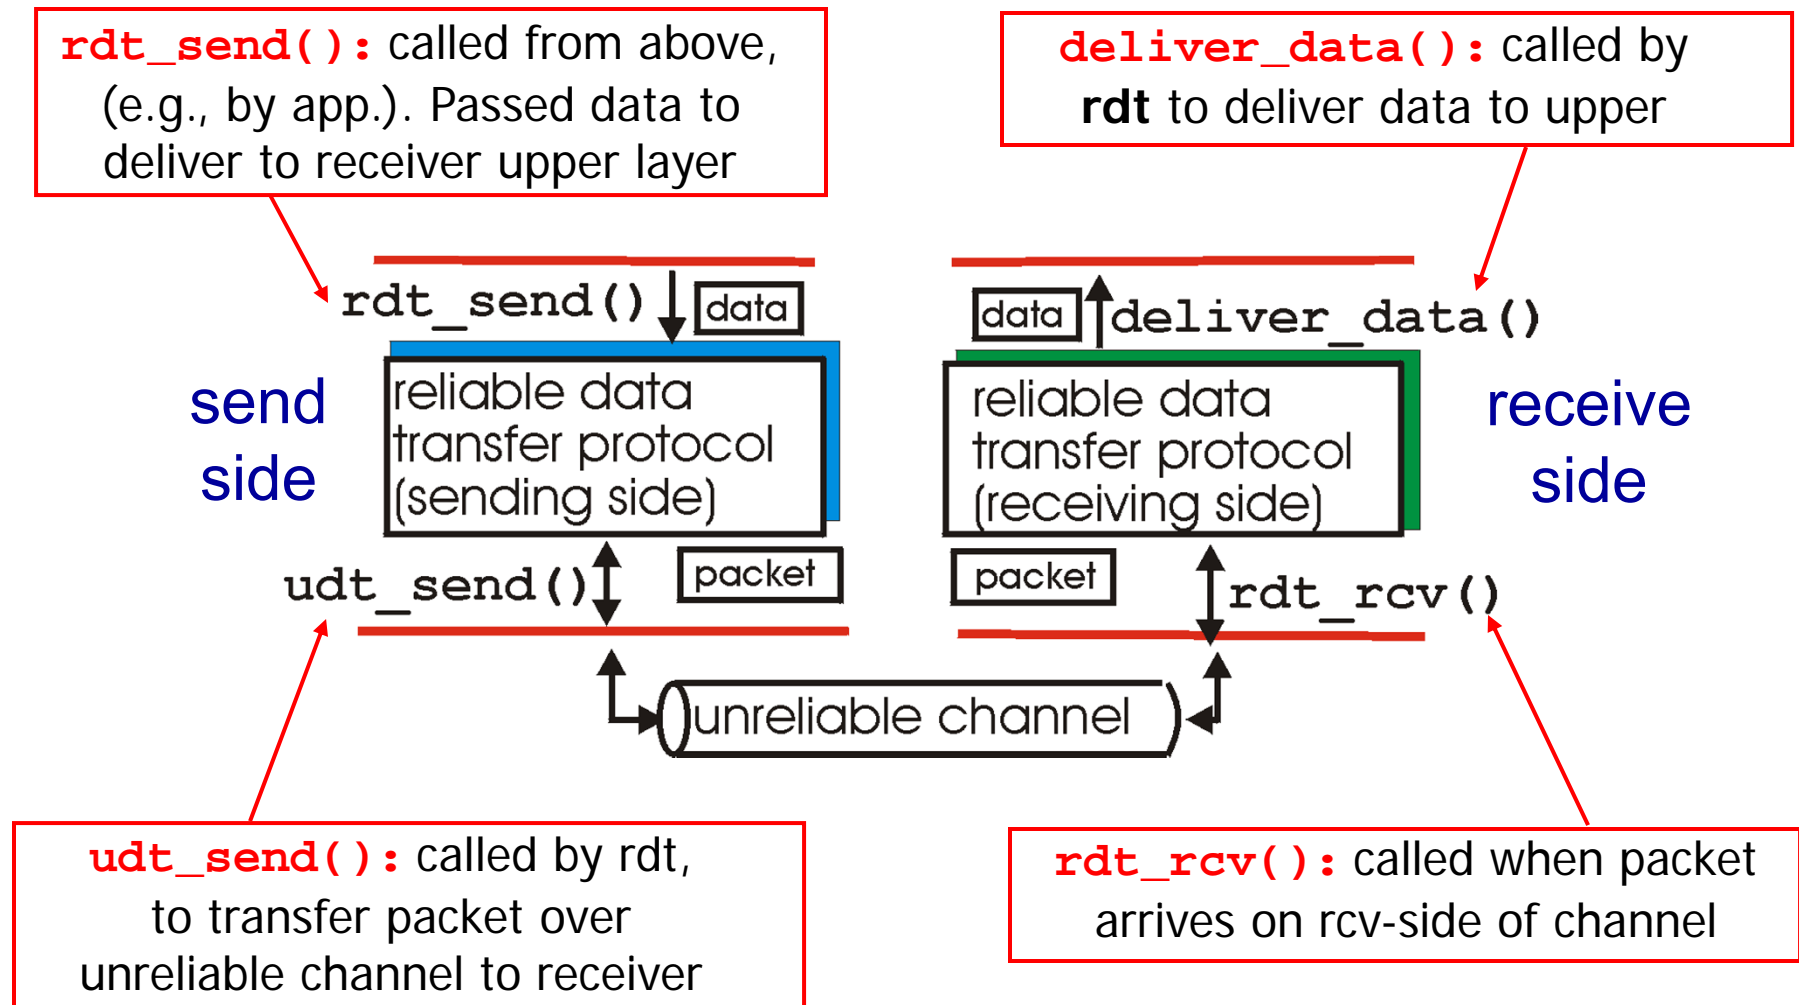 rdt_send(): called from above,
(e.g., by app.). Passed data to
deliver to receiver upper layer
deliver_data(): called by
rdt to deliver data to upper
rdt_send()
data
data
deliver_data()
send
side
reliable data
transfer protocol
(sending side)
reliable data
transfer protocol
(receiving side)
receive
side
udt_send()
packet
packet
rdt_rcv()
unreliable channel
udt_send(): called by rdt,
to transfer packet over
unreliable channel to receiver
rdt_rcv(): called when packet
arrives on rcv-side of channel